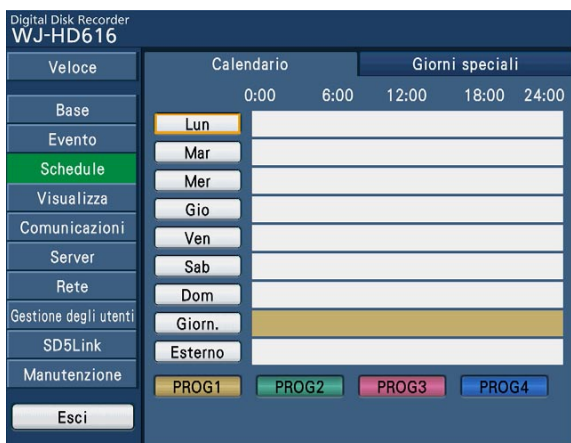 Digital Disk Recorder
WJ-HD616
Veloce
Base
Evento
Schedule
Visualizza
Comunicazioni
Server
Rete
Gestione degli utenti
SD5Link
Manutenzione
Esci
Calendario Giorni speciali
0:00 6:00 12:00 18:00 24:00
Lun
Mar
Mer
Gio
Ven
Sab
Dom
Giorn.
Esterno
PROG1 PROG2 PROG3 PROG4